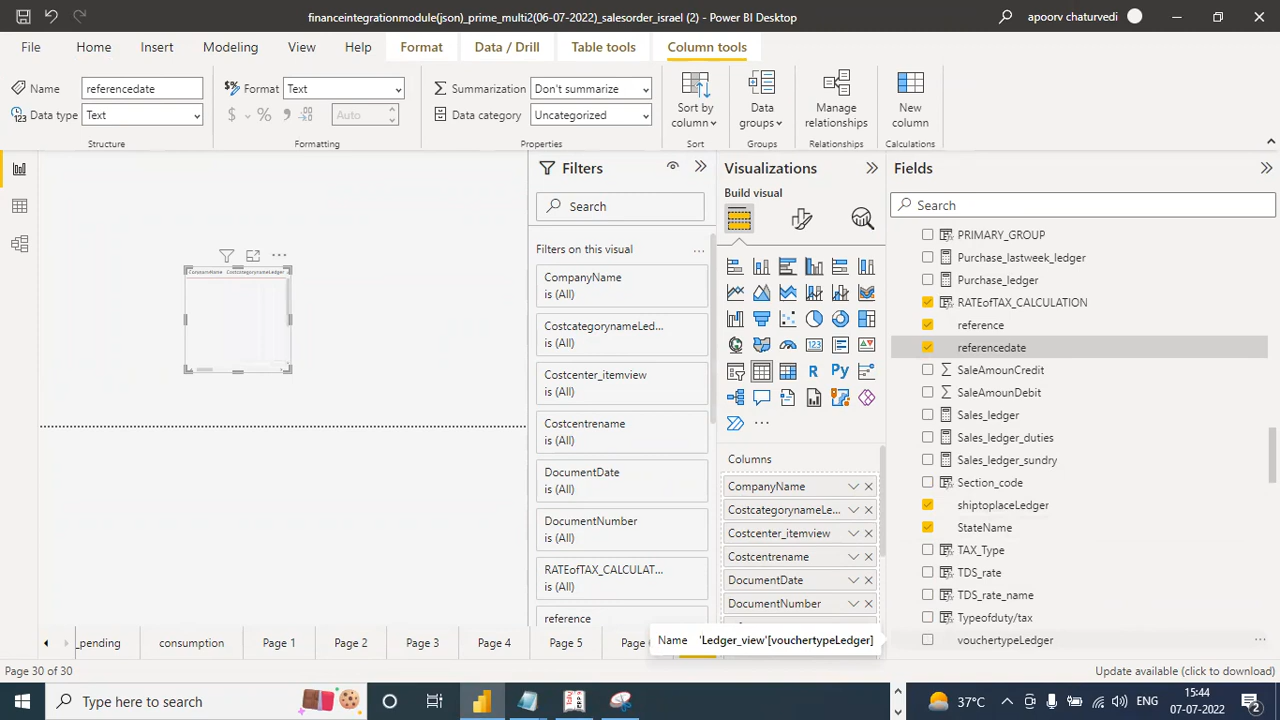 financeintegrationmodule(json)_prime_multi2(06-07-2022)_salesorder_israel (2) - Power BI Desktop
apoorv chaturvedi
File Home Insert Modeling View Help Format Data / Drill Table tools Column tools
Name referencedate
Format Text
Summarization Don't summarize
Data type Text
$ % Auto
Data category Uncategorized
Sort by column
Data groups
Manage relationships
New column
Structure Formatting Properties Sort Groups Relationships Calculations
Filters
Search
Filters on this visual
CompanyName
is (All)
CostcategorynameLed...
is (All)
Costcenter_itemview
is (All)
Costcentrename
is (All)
DocumentDate
is (All)
DocumentNumber
is (All)
RATEofTAX_CALCULAT...
is (All)
reference
CompanyName CostcategorynameLedger
Visualizations
Build visual
123
R Py
Columns
CompanyName
CostcategorynameLe...
Costcenter_itemview
Costcentrename
DocumentDate
DocumentNumber
Fields
Search
PRIMARY_GROUP
Purchase_lastweek_ledger
Purchase_ledger
RATEofTAX_CALCULATION
reference
referencedate
SaleAmounCredit
SaleAmounDebit
Sales_ledger
Sales_ledger_duties
Sales_ledger_sundry
Section_code
shiptoplaceLedger
StateName
TAX_Type
TDS_rate
TDS_rate_name
Typeofduty/tax
vouchertypeLedger
Name 'Ledger_view'[vouchertypeLedger]
_pending consumption Page 1 Page 2 Page 3 Page 4 Page 5 Page
Page 30 of 30
Update available (click to download)
Type here to search
37°C
ENG
15:44
07-07-2022
2